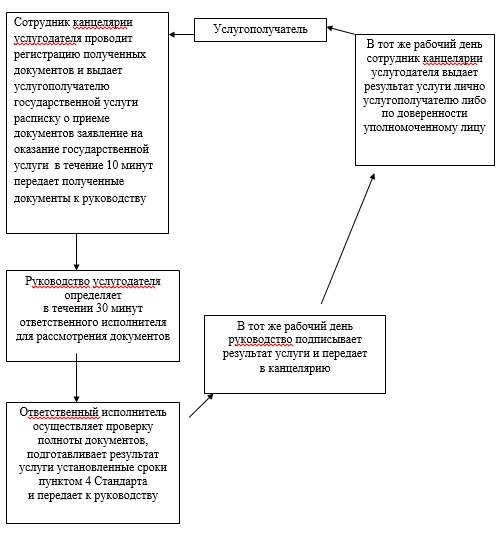 Услугополучатель
Сотрудник канцелярии
услугодателя проводит
регистрацию полученных
документов и выдает
услугополучателю
государственной услуги
расписку о приеме
документов заявление на
оказание государственной
услуги в течение 10 минут
передает полученные
документы к руководству
Руководство услугодателя
определяет
в течении 30 минут
ответственного исполнителя
для рассмотрения документов
Ответственный исполнитель
осуществляет проверку
полноты документов,
подготавливает результат
услуги установленные сроки
пунктом 4 Стандарта
и передает к руководству
В тот же рабочий день
руководство подписывает
результат услуги и передает
в канцелярию
В тот же рабочий день
сотрудник канцелярии
услугодателя выдает
результат услуги лично
услугополучателю либо
по доверенности
уполномоченному лицу